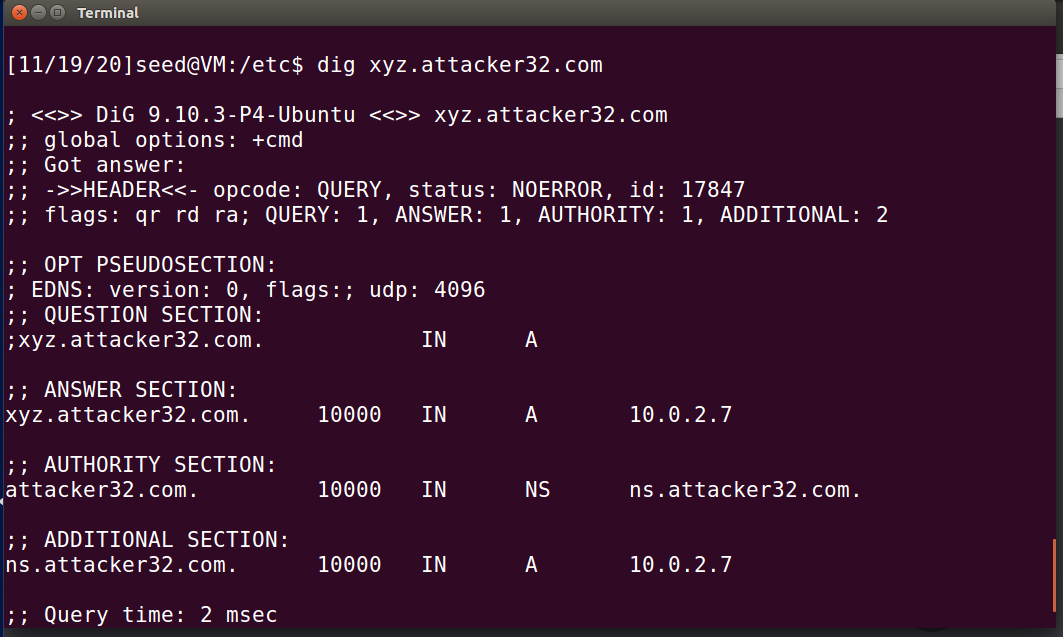 Terminal
[11/19/20]seed@VM:/etc$ dig xyz.attacker32.com
; <<>> DiG 9.10.3-P4-Ubuntu <<>> xyz.attacker32.com
;; global options: +cmd
;; Got answer:
;; ->>HEADER<<- opcode: QUERY, status: NOERROR, id: 17847
;; flags: qr rd ra; QUERY: 1, ANSWER: 1, AUTHORITY: 1, ADDITIONAL: 2
;; OPT PSEUDOSECTION:
; EDNS: version: 0, flags:; udp: 4096
;; QUESTION SECTION:
;xyz.attacker32.com. IN A
;; ANSWER SECTION:
xyz.attacker32.com. 10000 IN A 10.0.2.7
;; AUTHORITY SECTION:
attacker32.com. 10000 IN NS ns.attacker32.com.
;; ADDITIONAL SECTION:
ns.attacker32.com. 10000 IN A 10.0.2.7
;; Query time: 2 msec